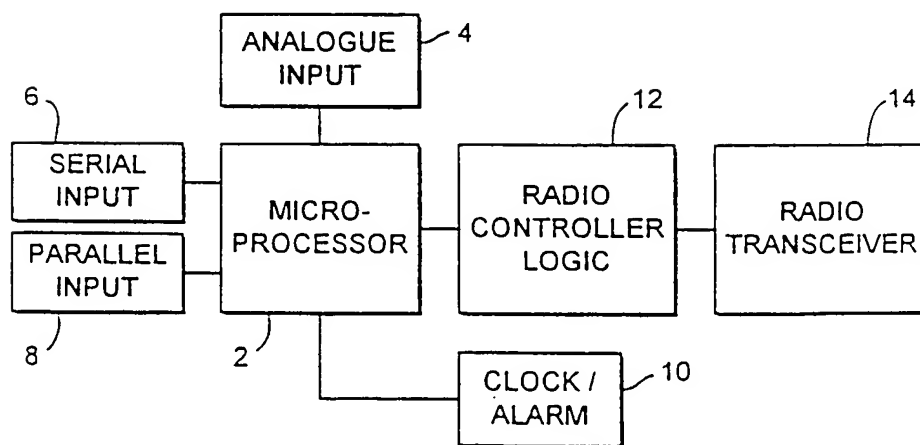 ANALOGUE
INPUT
4
6
12
14
SERIAL
INPUT
MICRO-
PROCESSOR
RADIO
CONTROLLER
LOGIC
RADIO
TRANSCEIVER
PARALLEL
INPUT
8
2
CLOCK /
ALARM
10